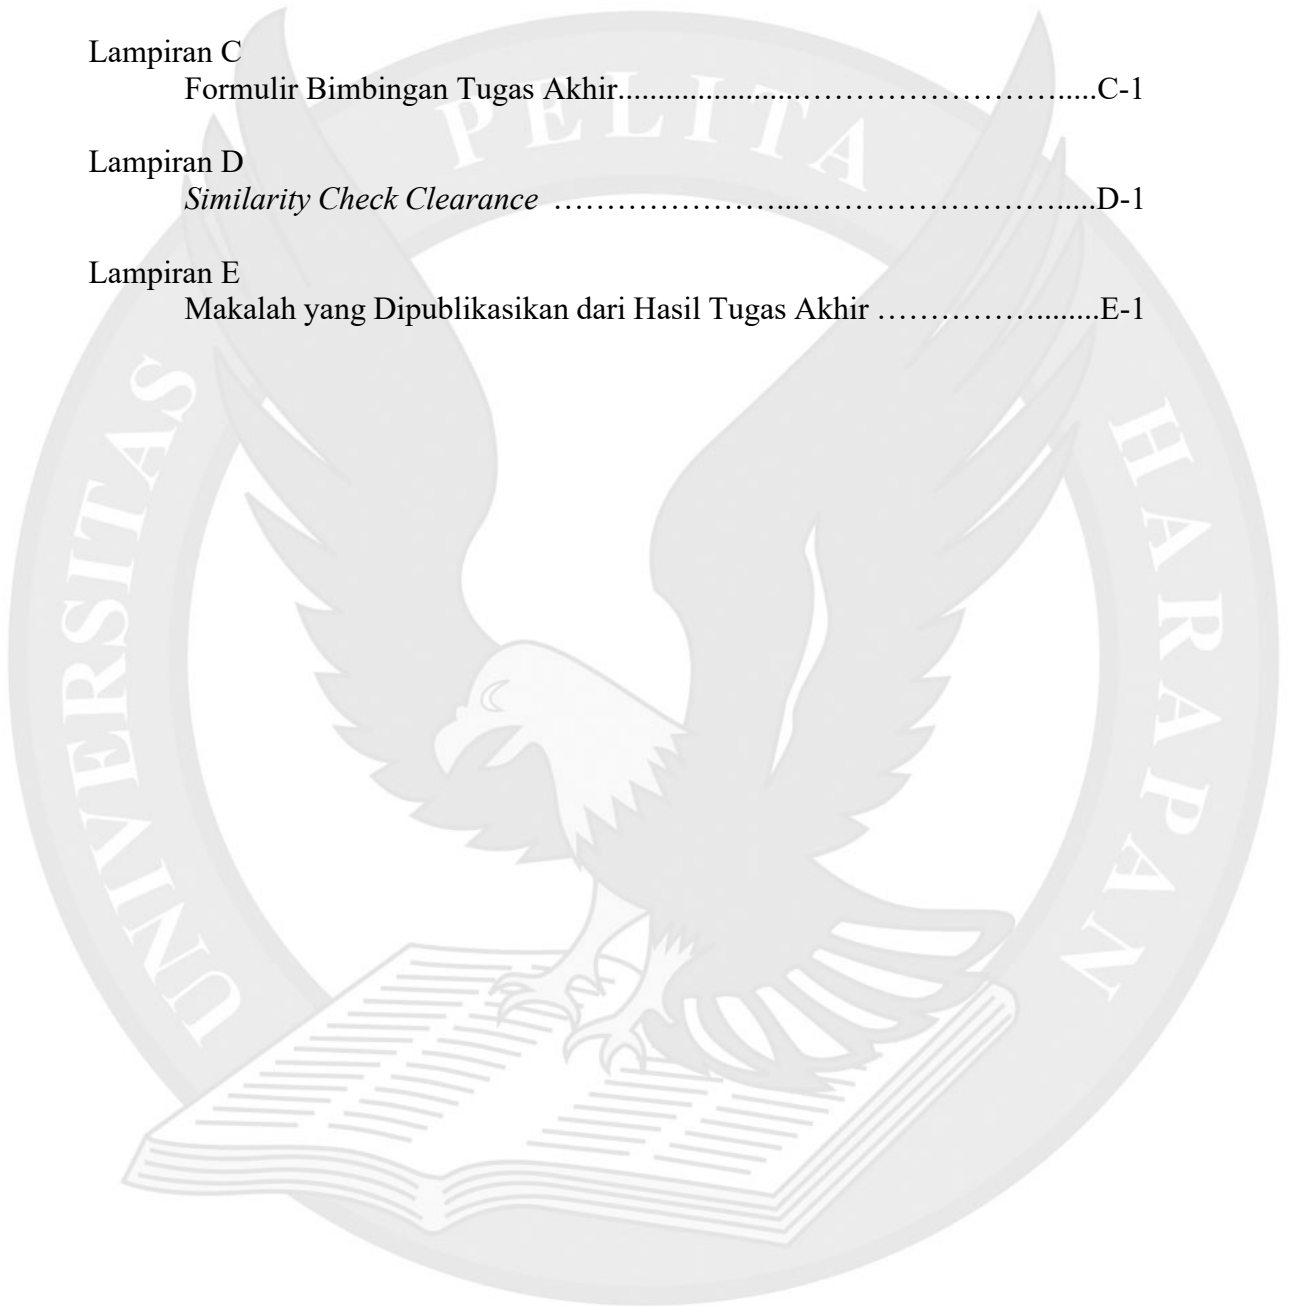 Lampiran C
Formulir Bimbingan Tugas Akhir.......................……………………….....C-1
Lampiran D
Similarity Check Clearance ……………………...……………………….....D-1
Lampiran E
Makalah yang Dipublikasikan dari Hasil Tugas Akhir ……………..........E-1
UNIVERSITAS PELITA HARAPAN